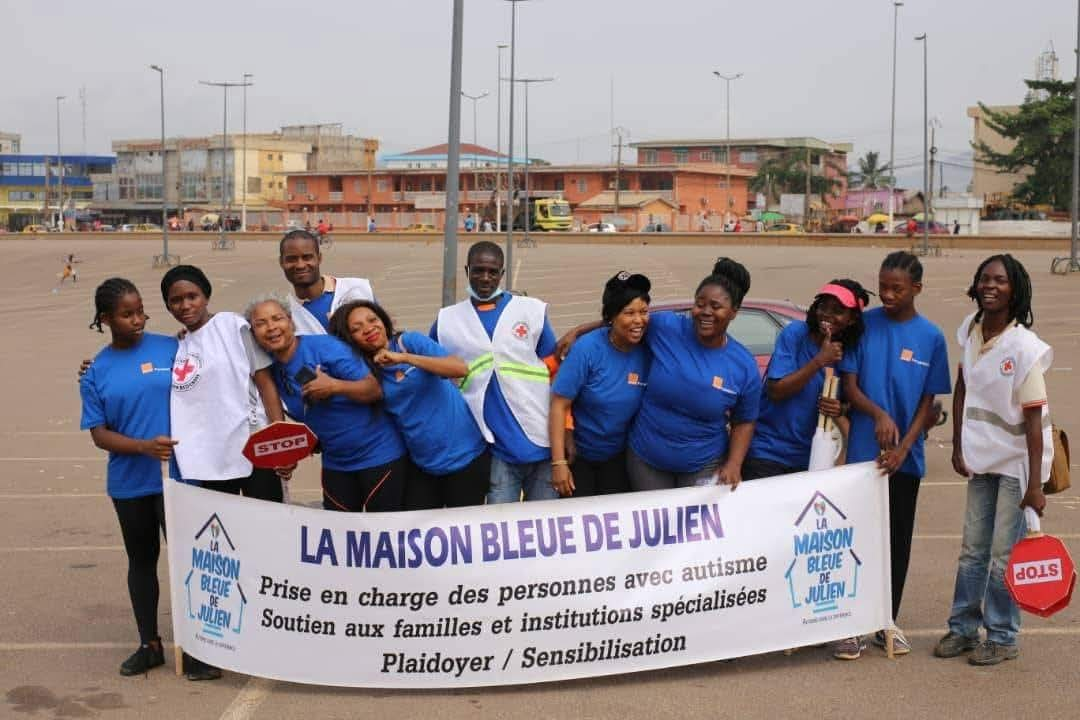 STOP
LA MAISON BLEUE DE JULIEN
Prise en charge des personnes avec autisme
Soutien aux familles et institutions spécialisées
Plaidoyer / Sensibilisation
LA
MAISON
BLEUE
DE
JULIEN
LA
MAISON
BLEUE
DE
JULIEN
STOP